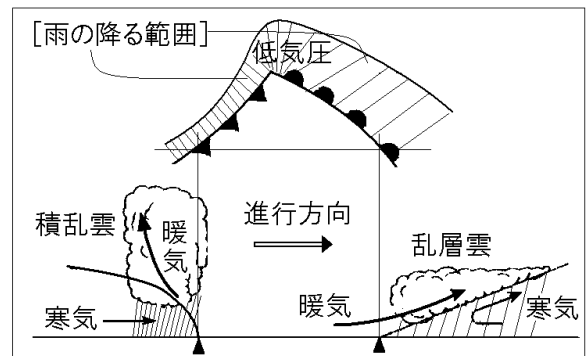 [雨の降る範囲]
低気圧
進行方向
積乱雲
暖気
乱層雲
寒気
暖気
寒気